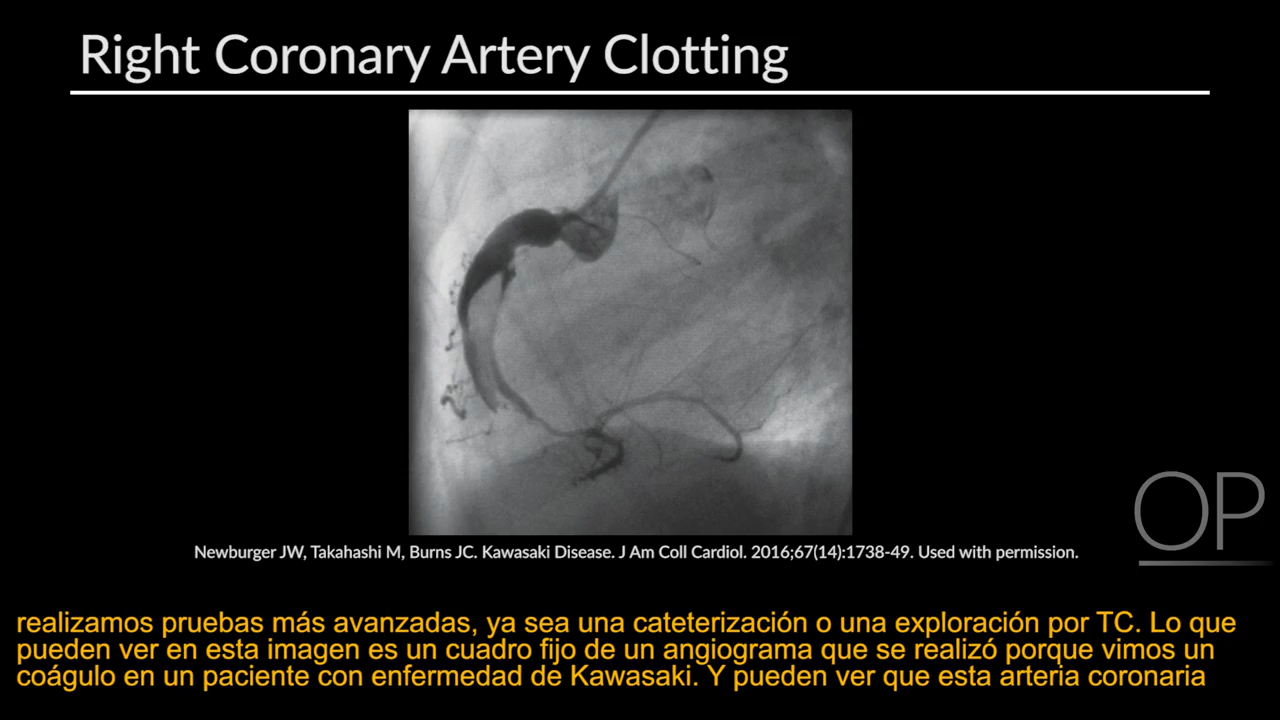 Right Coronary Artery Clotting
Newburger JW, Takahashi M, Burns JC. Kawasaki Disease. J Am Coll Cardiol. 2016;67(14):1738-49. Used with permission.
OP
realizamos pruebas más avanzadas, ya sea una cateterización o una exploración por TC. Lo que
pueden ver en esta imagen es un cuadro fijo de un angiograma que se realizó porque vimos un
coágulo en un paciente con enfermedad de Kawasaki. Y pueden ver que esta arteria coronaria